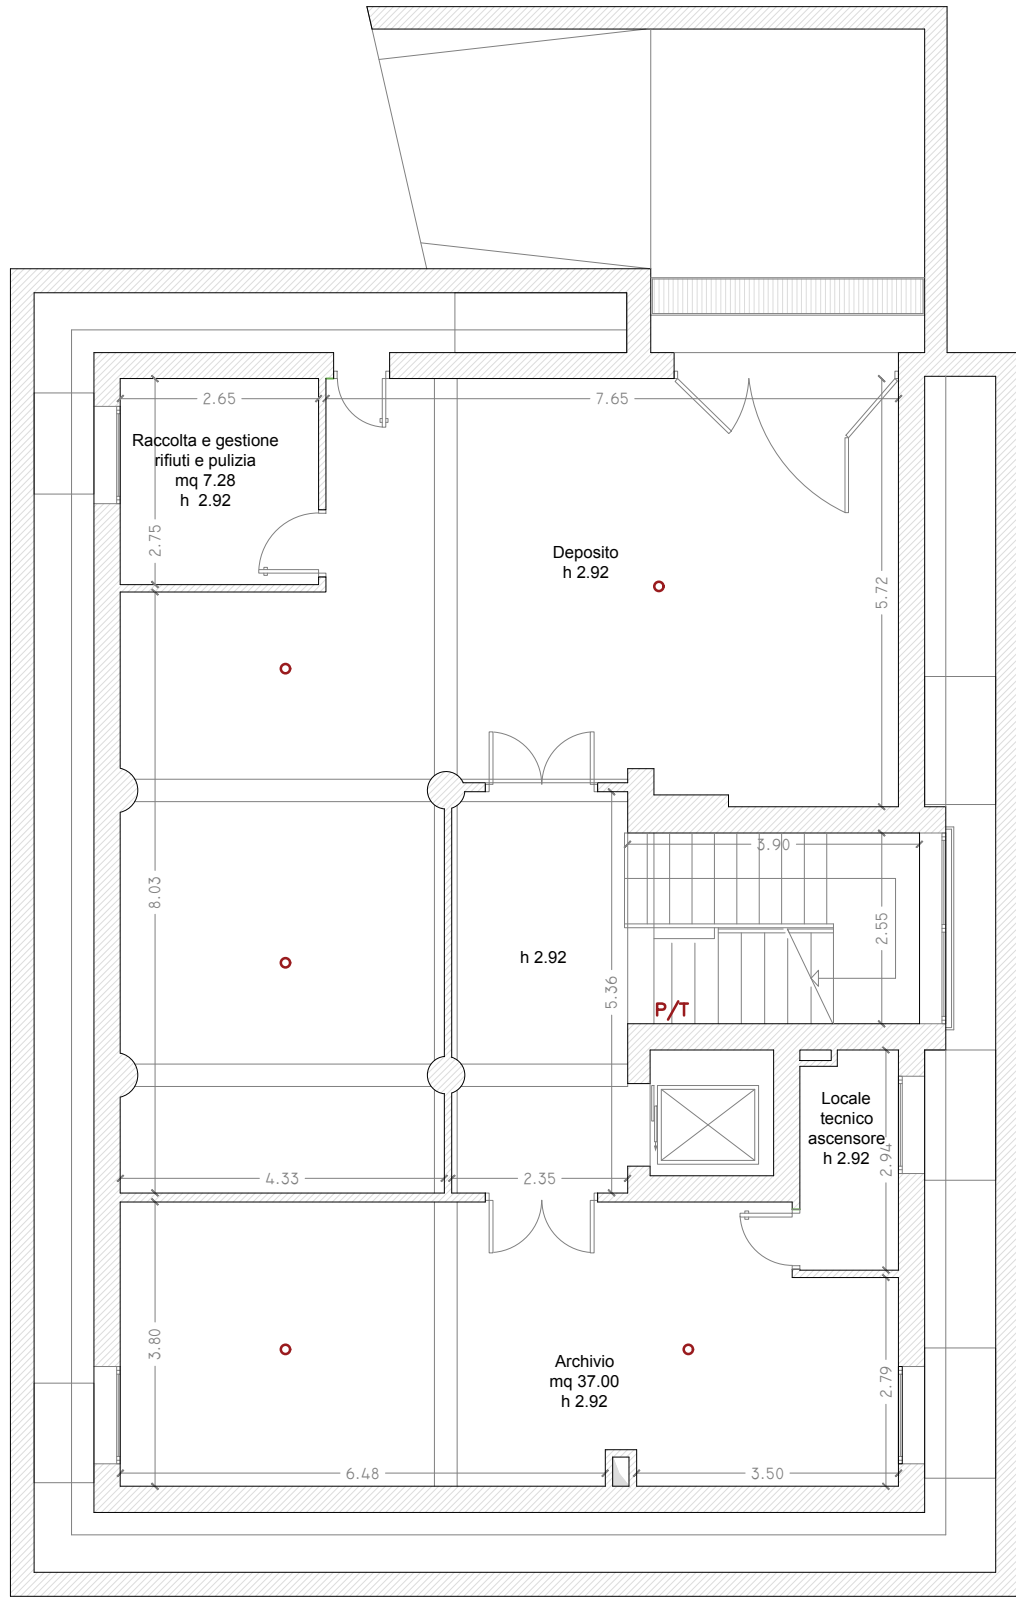 2.65
7.65
Raccolta e gestione
rifiuti e pulizia
mq 7.28
h 2.92
2.75
Deposito
h 2.92
5.72
3.90
8.03
2.55
h 2.92
5.36
P/T
Locale
tecnico
ascensore
h 2.92
2.94
4.33
2.35
3.80
Archivio
mq 37.00
h 2.92
2.79
6.48
3.50